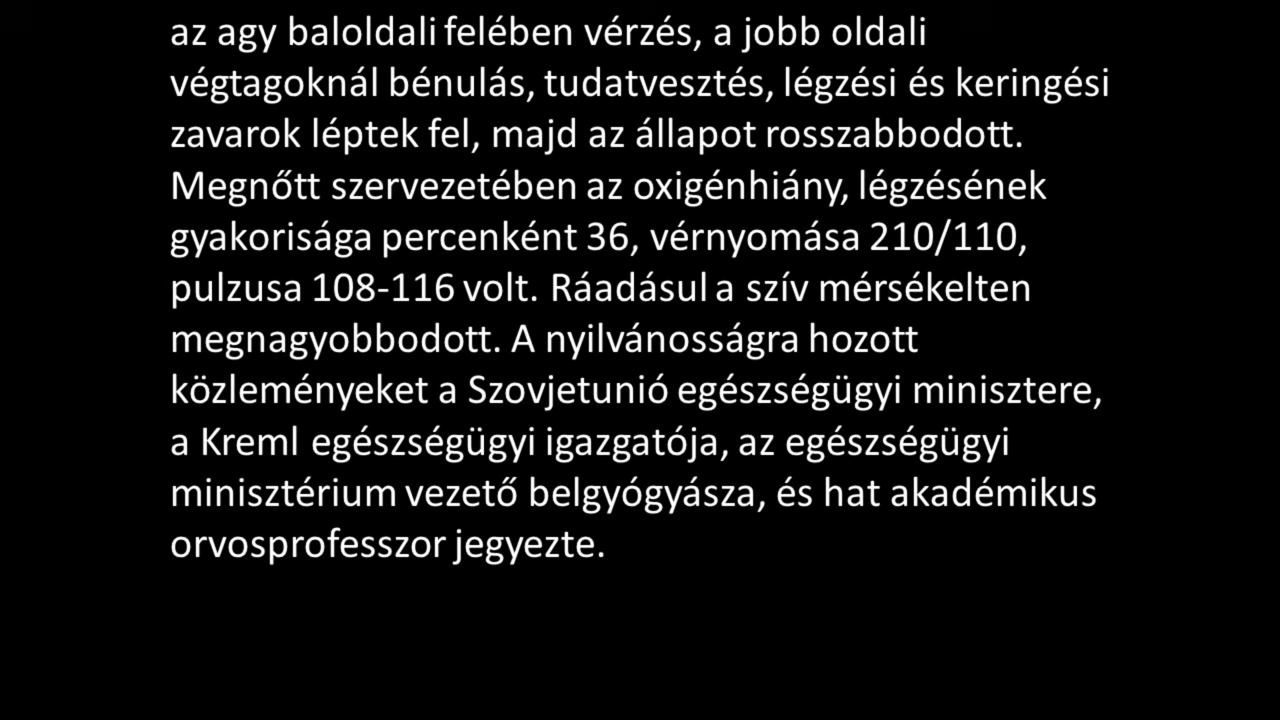 az agy baloldali felében vérzés, a jobb oldali
végtagoknál bénulás, tudatvesztés, légzési és keringési
zavarok léptek fel, majd az állapot rosszabbodott.
Megnőtt szervezetében az oxigénhiány, légzésének
gyakorisága percenként 36, vérnyomása 210/110,
pulzusa 108-116 volt. Ráadásul a szív mérsékelten
megnagyobbodott. A nyilvánosságra hozott
közleményeket a Szovjetunió egészségügyi minisztere,
a Kreml egészségügyi igazgatója, az egészségügyi
minisztérium vezető belgyógyásza, és hat akadémikus
orvosprofesszor jegyezte.